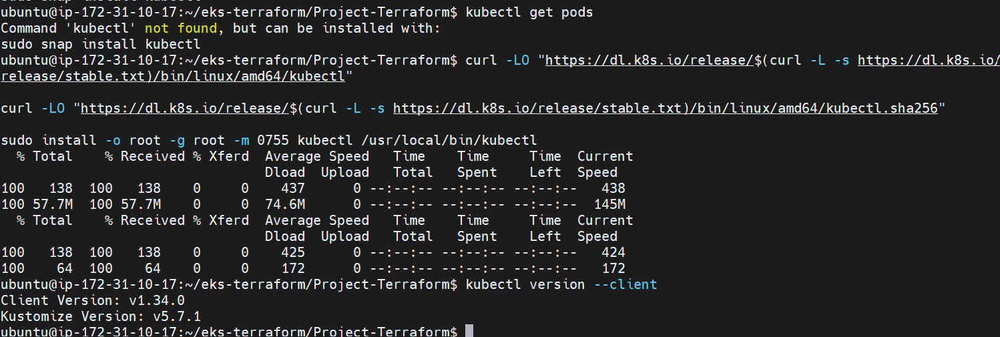 ubuntu@ip-172-31-10-17:~/eks-terraform/Project-Terraform$ kubectl get pods
Command 'kubectl' not found, but can be installed with:
sudo snap install kubectl
ubuntu@ip-172-31-10-17:~/eks-terraform/Project-Terraform$ curl -LO "https://dl.k8s.io/release/$(curl -L -s https://dl.k8s.io/
release/stable.txt)/bin/linux/amd64/kubectl"
curl -LO "https://dl.k8s.io/release/$(curl -L -s https://dl.k8s.io/release/stable.txt)/bin/linux/amd64/kubectl.sha256"
sudo install -o root -g root -m 0755 kubectl /usr/local/bin/kubectl
  % Total    % Received % Xferd  Average Speed   Time    Time     Time  Current
                                 Dload  Upload   Total   Spent    Left  Speed
100   138  100   138    0     0    437      0 --:--:-- --:--:-- --:--:--   438
100 57.7M  100 57.7M    0     0  74.6M      0 --:--:-- --:--:-- --:--:--  145M
  % Total    % Received % Xferd  Average Speed   Time    Time     Time  Current
                                 Dload  Upload   Total   Spent    Left  Speed
100   138  100   138    0     0    425      0 --:--:-- --:--:-- --:--:--   424
100    64  100    64    0     0    172      0 --:--:-- --:--:-- --:--:--   172
ubuntu@ip-172-31-10-17:~/eks-terraform/Project-Terraform$ kubectl version --client
Client Version: v1.34.0
Kustomize Version: v5.7.1
ubuntu@ip-172-31-10-17:~/eks-terraform/Project-Terraform$